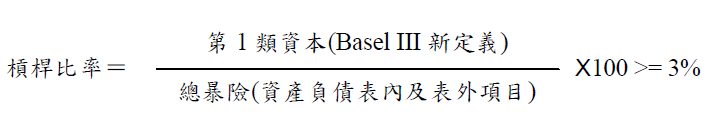 第 1 類資本(Basel III 新定義)
槓桿比率＝ X100 >= 3%
總暴險(資產負債表內及表外項目)